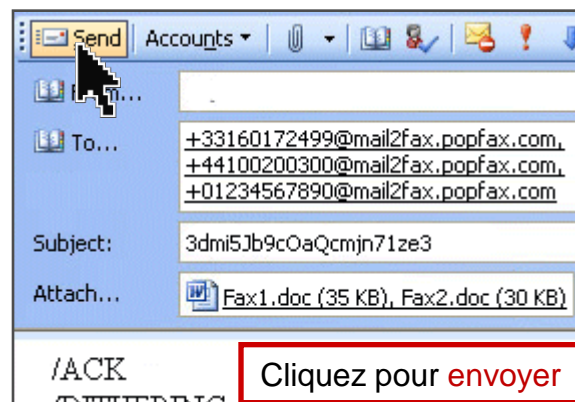 Send Accounts
To...
+33160172499@mail2fax.popfax.com,
+44100200300@mail2fax.popfax.com,
+01234567890@mail2fax.popfax.com
Subject: 3dmi5Jb9cOaQcmjn71ze3
Attach... Fax1.doc (35 KB), Fax2.doc (30 KB)
/ACK
Cliquez pour envoyer